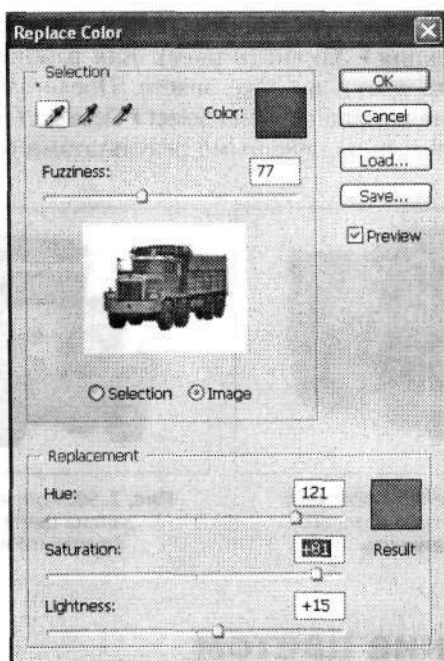 Replace Color
Selection
Color:
Fuzziness:
77
OK
Cancel
Load...
Save...
Preview
Selection
Image
Replacement
Hue:
121
Saturation:
+81
Result
Lightness:
+15